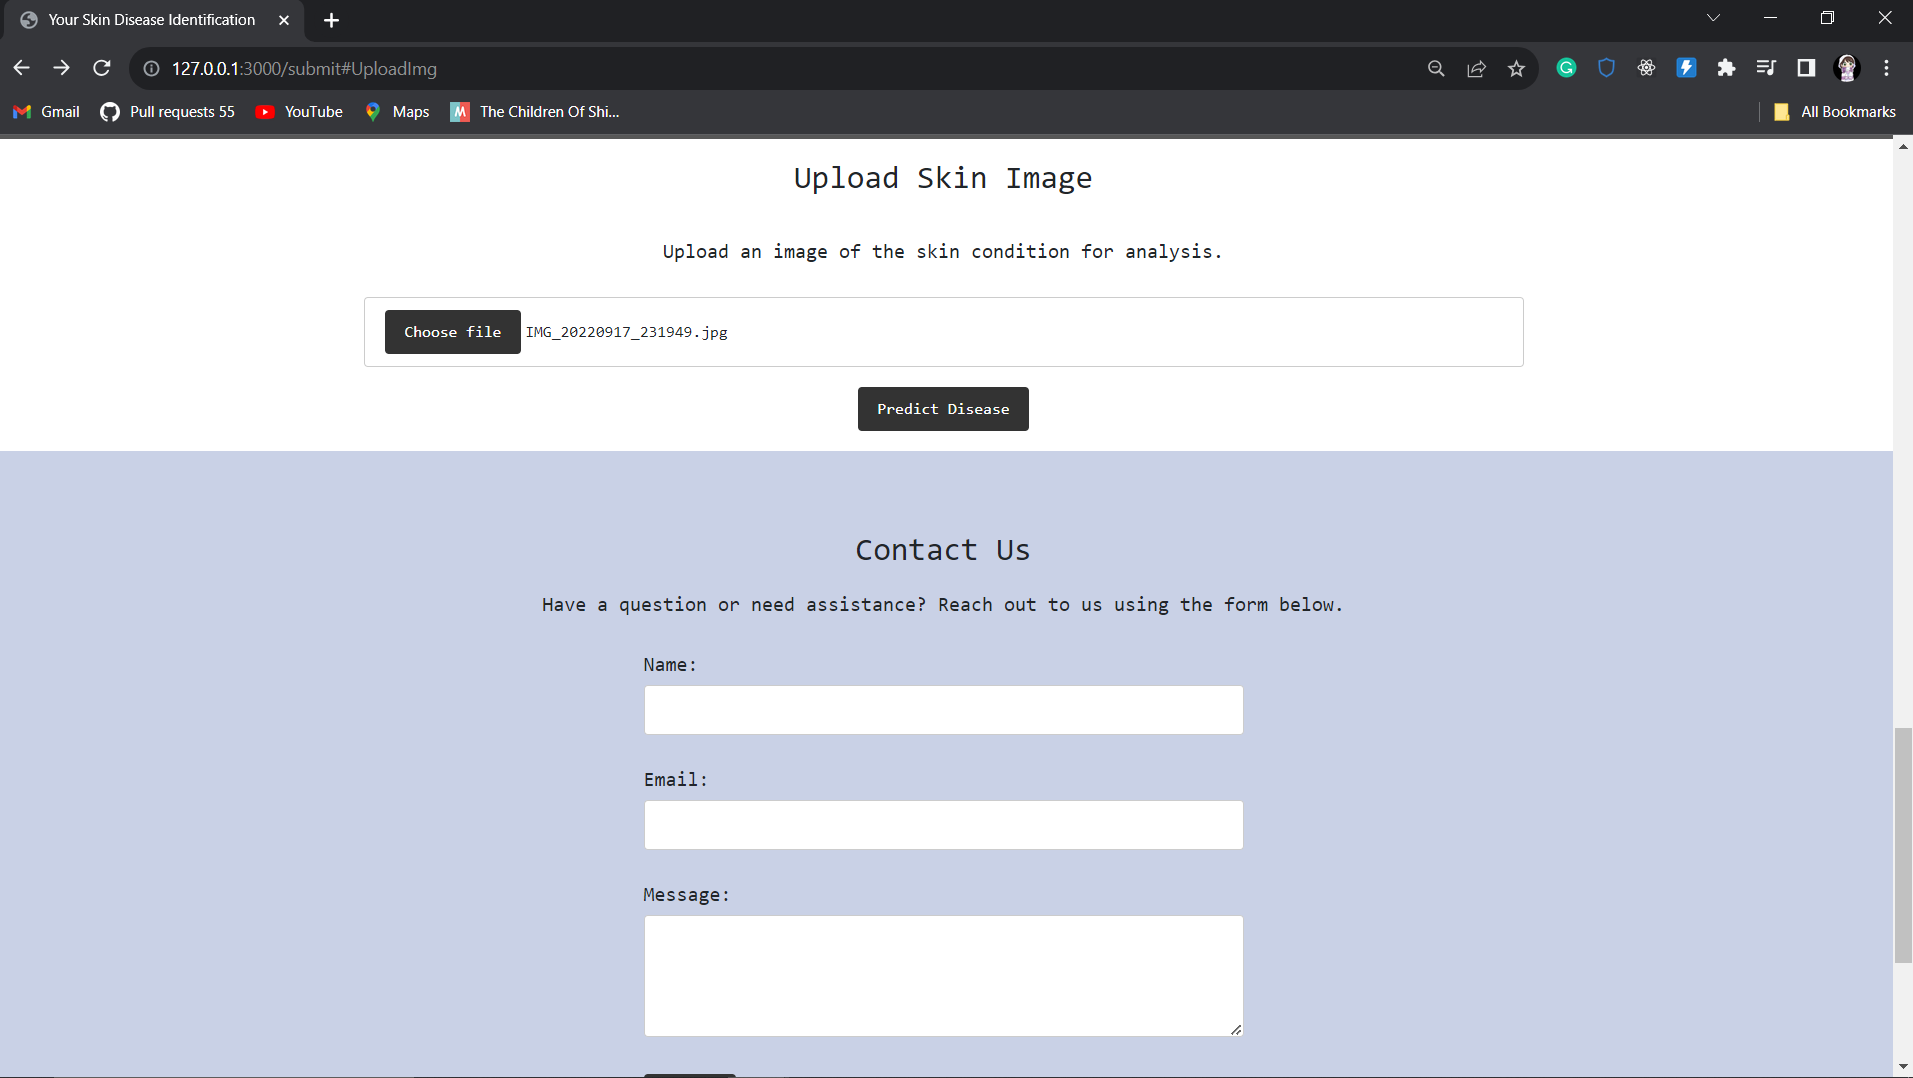 Your Skin Disease Identification
127.0.0.1:3000/submit#UploadImg
Gmail
Pull requests 55
YouTube
Maps
M
The Children Of Shi...
All Bookmarks
Upload Skin Image
Upload an image of the skin condition for analysis.
Choose file IMG_20220917_231949.jpg
Predict Disease
Contact Us
Have a question or need assistance? Reach out to us using the form below.
Name:
Email:
Message: